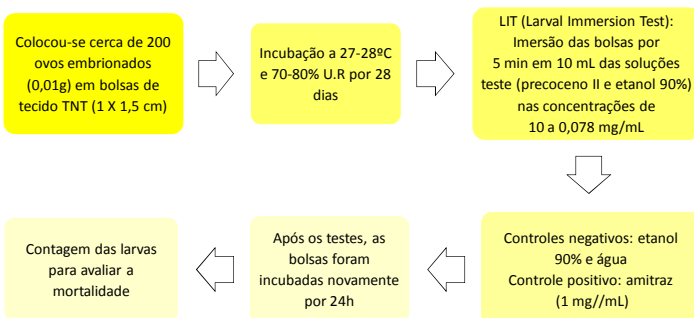 Colocou-se cerca de 200
ovos embrionados
(0,01g) em bolsas de
tecido TNT (1 X 1,5 cm)
Incubação a 27-28ºC
e 70-80% U.R por 28
dias
LIT (Larval Immersion Test):
Imersão das bolsas por
5 min em 10 mL das soluções
teste (precoceno II e etanol 90%)
nas concentrações de
10 a 0,078 mg/mL
Controles negativos: etanol
90% e água
Controle positivo: amitraz
(1 mg//mL)
Após os testes, as
bolsas foram
incubadas novamente
por 24h
Contagem das larvas
para avaliar a
mortalidade